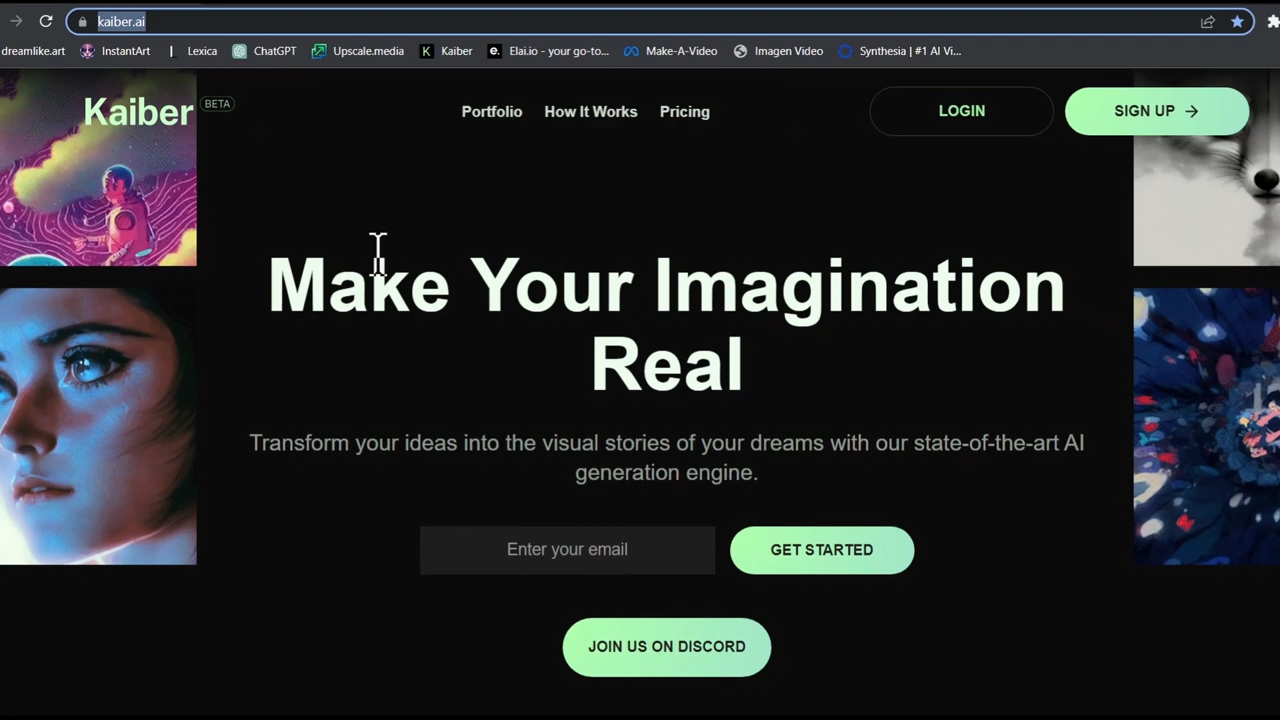 kaiber.ai
dreamlike.art InstantArt | Lexica ChatGPT Upscale.media Kaiber Elai.io - your go-to... Make-A-Video Imagen Video Synthesia | #1 AI Vi...
Kaiber BETA Portfolio How It Works Pricing LOGIN SIGN UP →
Make Your Imagination
Real
Transform your ideas into the visual stories of your dreams with our state-of-the-art AI
generation engine.
Enter your email GET STARTED
JOIN US ON DISCORD